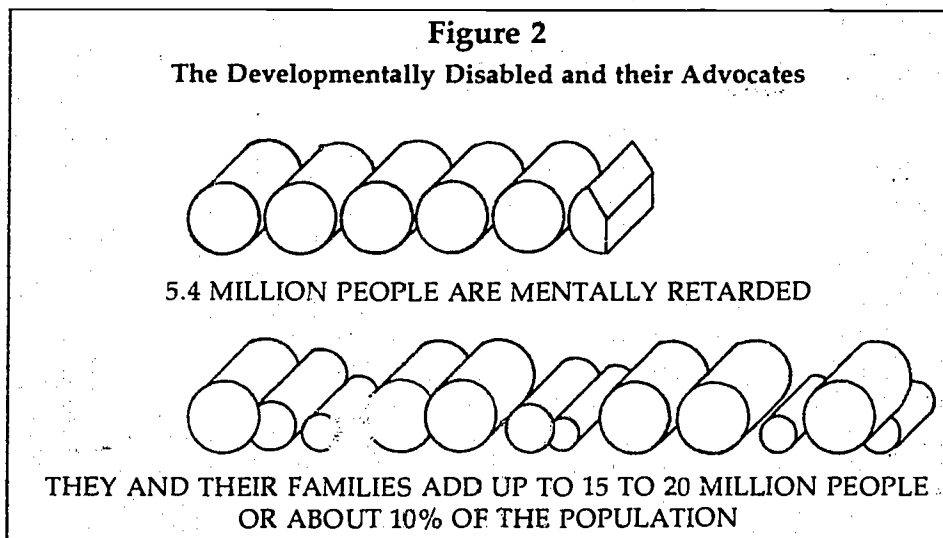 Figure 2
The Developmentally Disabled and their Advocates
5.4 MILLION PEOPLE ARE MENTALLY RETARDED
THEY AND THEIR FAMILIES ADD UP TO 15 TO 20 MILLION PEOPLE
OR ABOUT 10% OF THE POPULATION